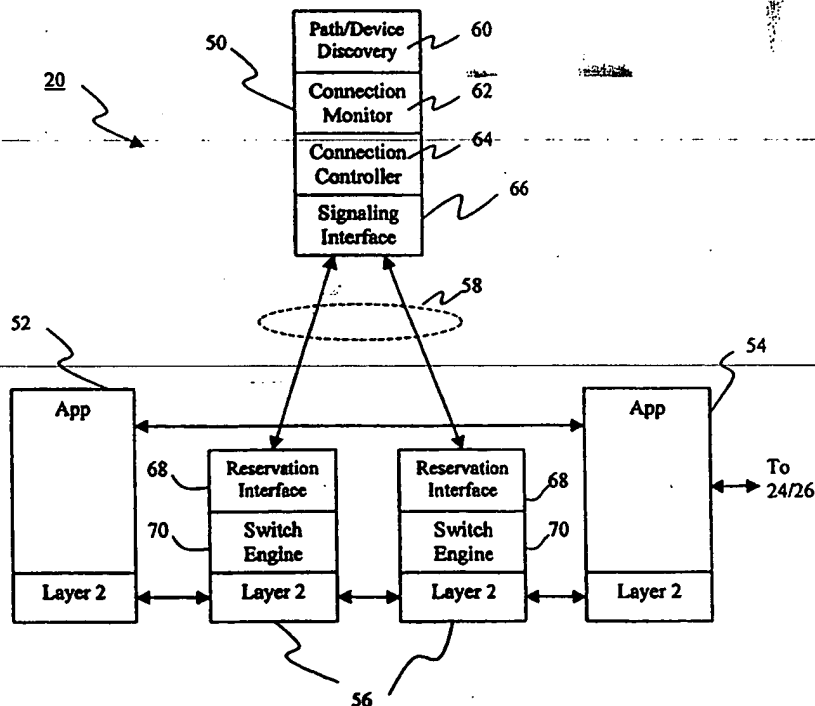 Path/Device
Discovery
60
50
20
Connection
Monitor
62
Connection
Controller
64
Signaling
Interface
66
58
52
54
App
App
Reservation
Interface
68
Reservation
Interface
68
To
24/26
Switch
Engine
70
Switch
Engine
70
Layer 2
Layer 2
Layer 2
Layer 2
56